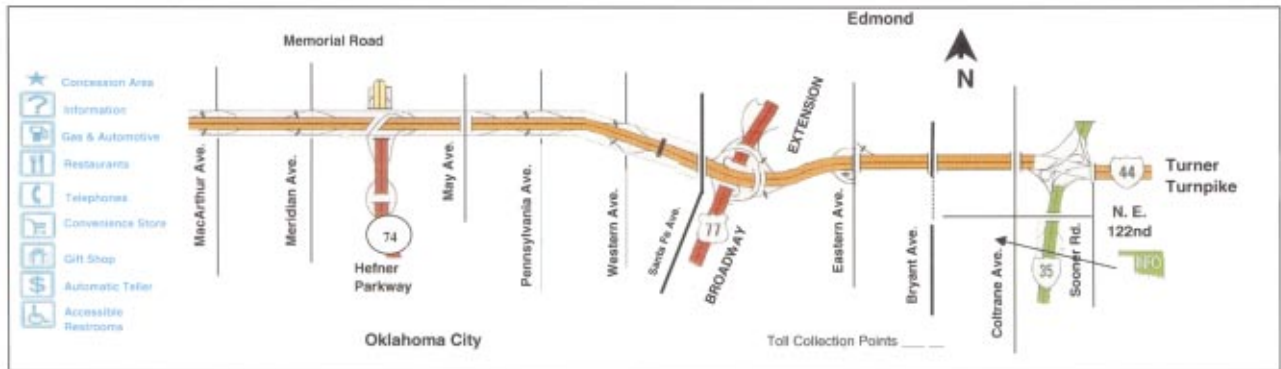 Edmond
Memorial Road
N
Concession Area
Information
Gas & Automotive
Restaurants
Telephones
Convenience Store
Gift Shop
Automatic Teller
Accessible
Restrooms
MacArthur Ave.
Meridian Ave.
74
Hefner
Parkway
May Ave.
Pennsylvania Ave.
Western Ave.
Santa Fe Ave.
77
BROADWAY
EXTENSION
Eastern Ave.
Bryant Ave.
Coltrane Ave.
35
Sooner Rd.
44
Turner
Turnpike
N. E.
122nd
INFO
Oklahoma City
Toll Collection Points